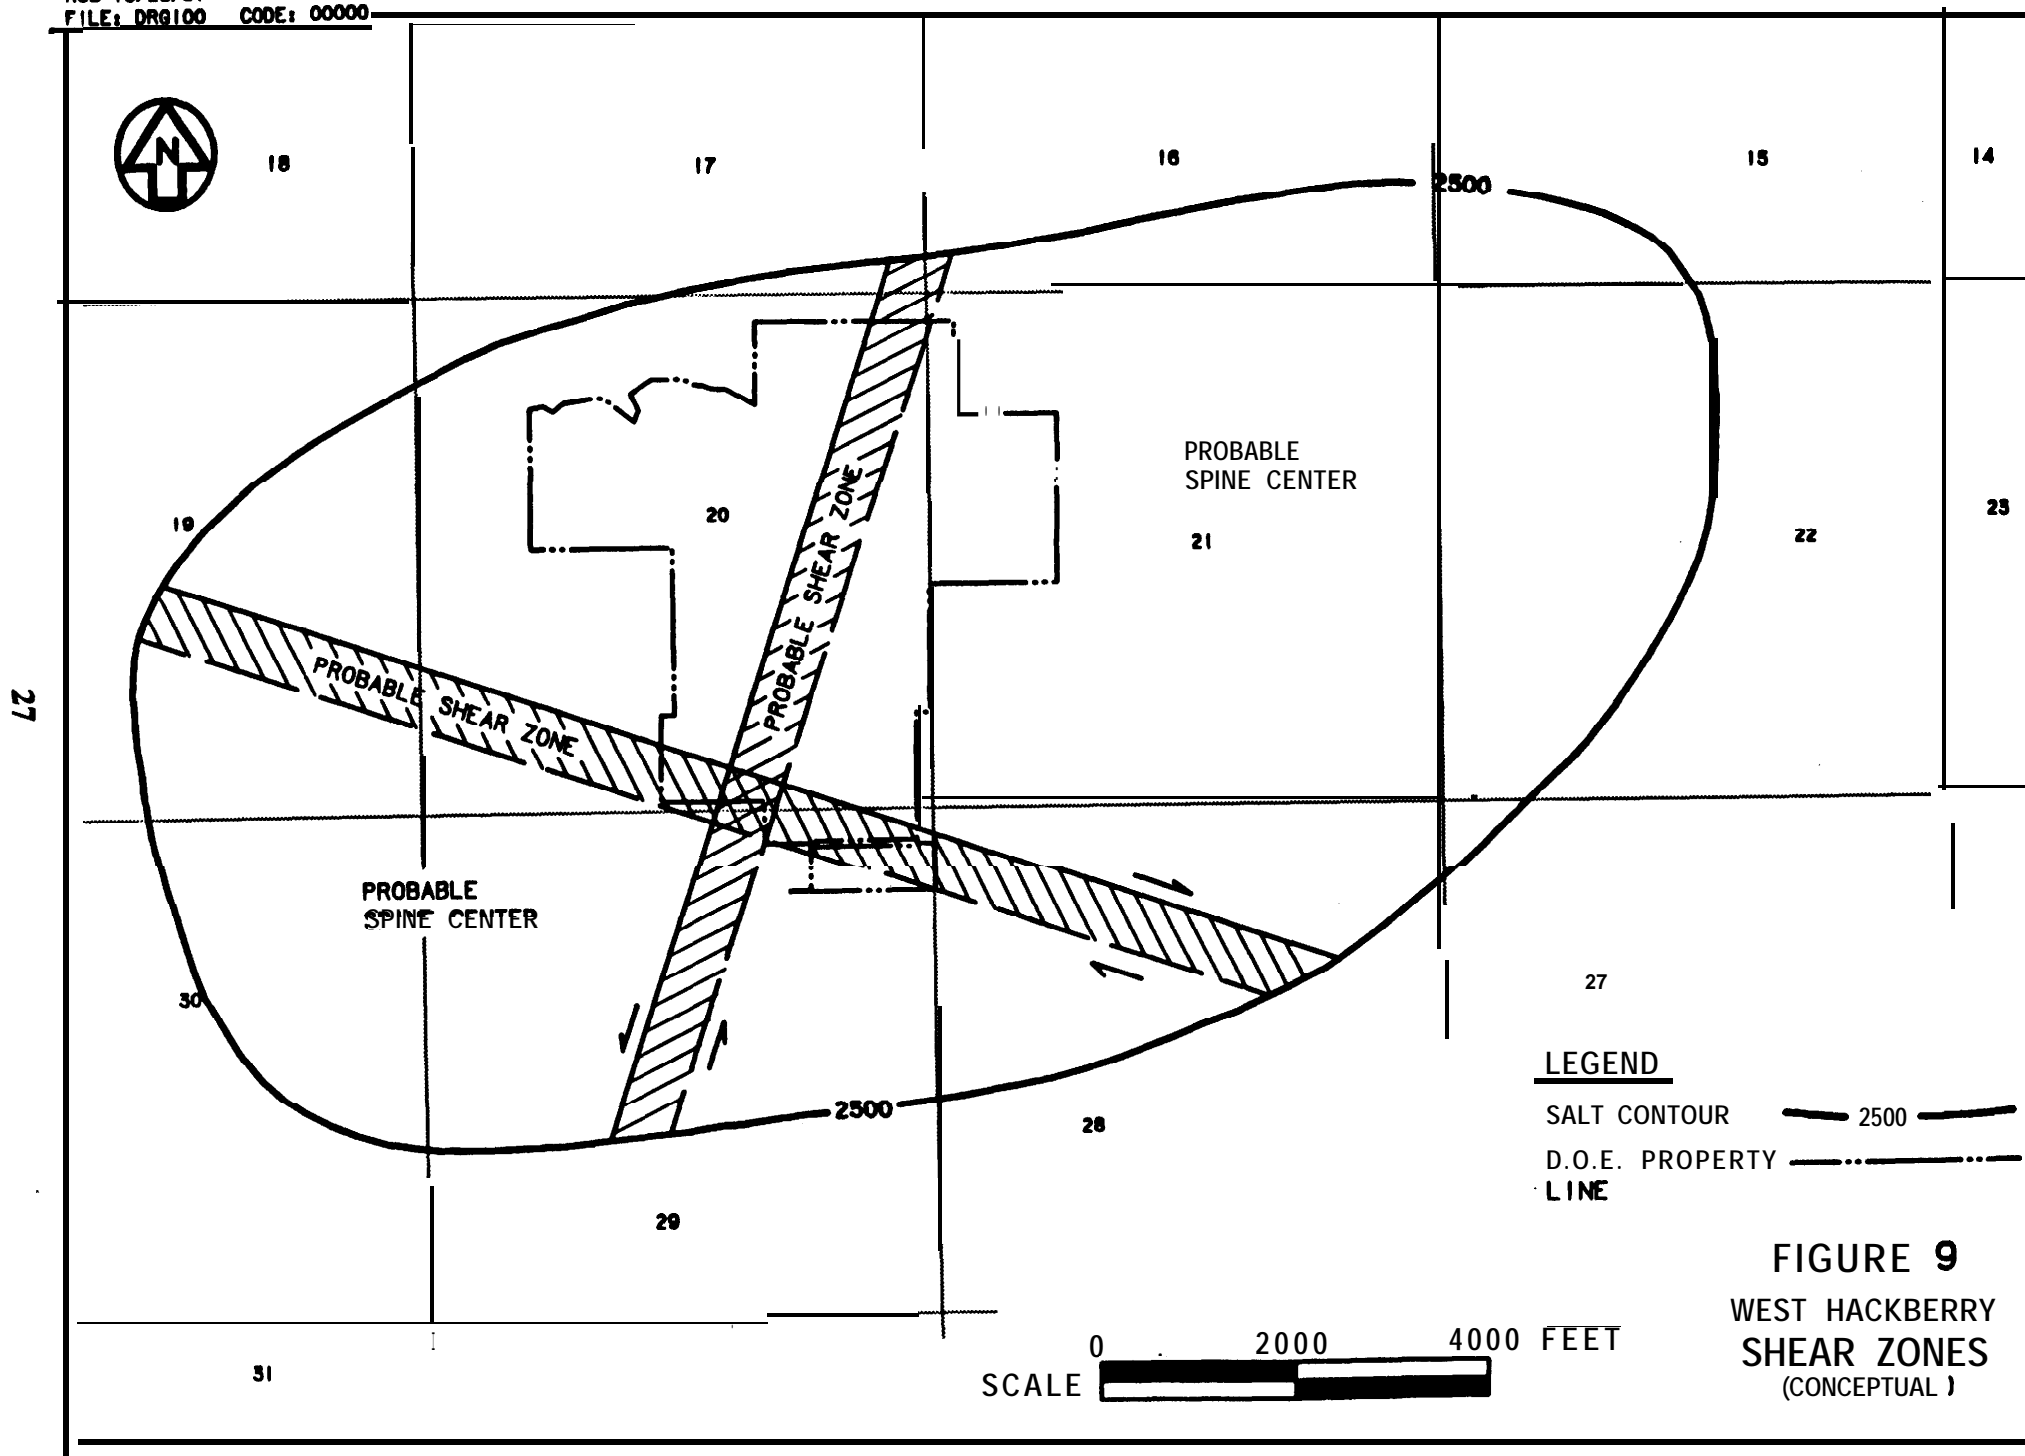 FILE: DRG100 CODE: 00000
N
18
17
16
15
14
2500
PROBABLE
SPINE CENTER
19
20
21
22
23
PROBABLE SHEAR ZONE
PROBABLE SHEAR ZONE
27
PROBABLE
SPINE CENTER
30
27
LEGEND
SALT CONTOUR 2500
D.O.E. PROPERTY
LINE
2500
28
29
31
FIGURE 9
WEST HACKBERRY
SHEAR ZONES
(CONCEPTUAL)
0 2000 4000 FEET
SCALE